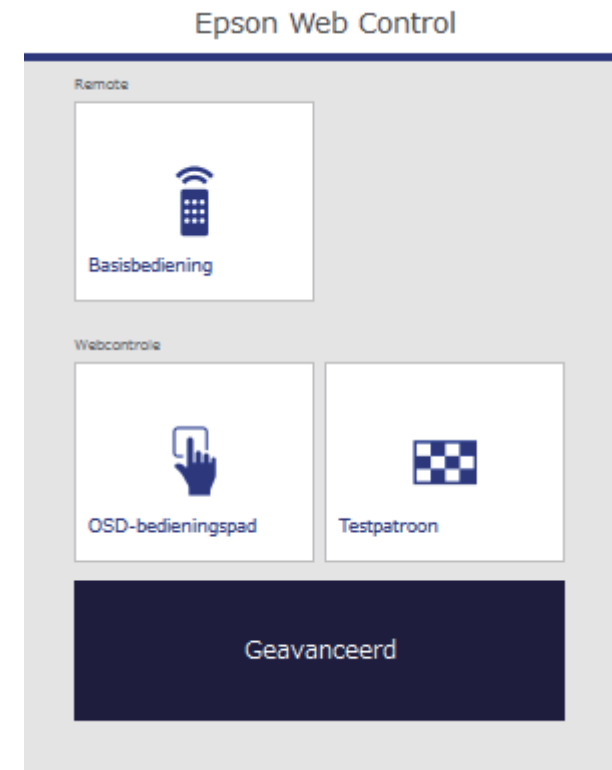 Epson Web Control
Remote
Basisbediening
Webcontrole
OSD-bedieningspad
Testpatroon
Geavanceerd